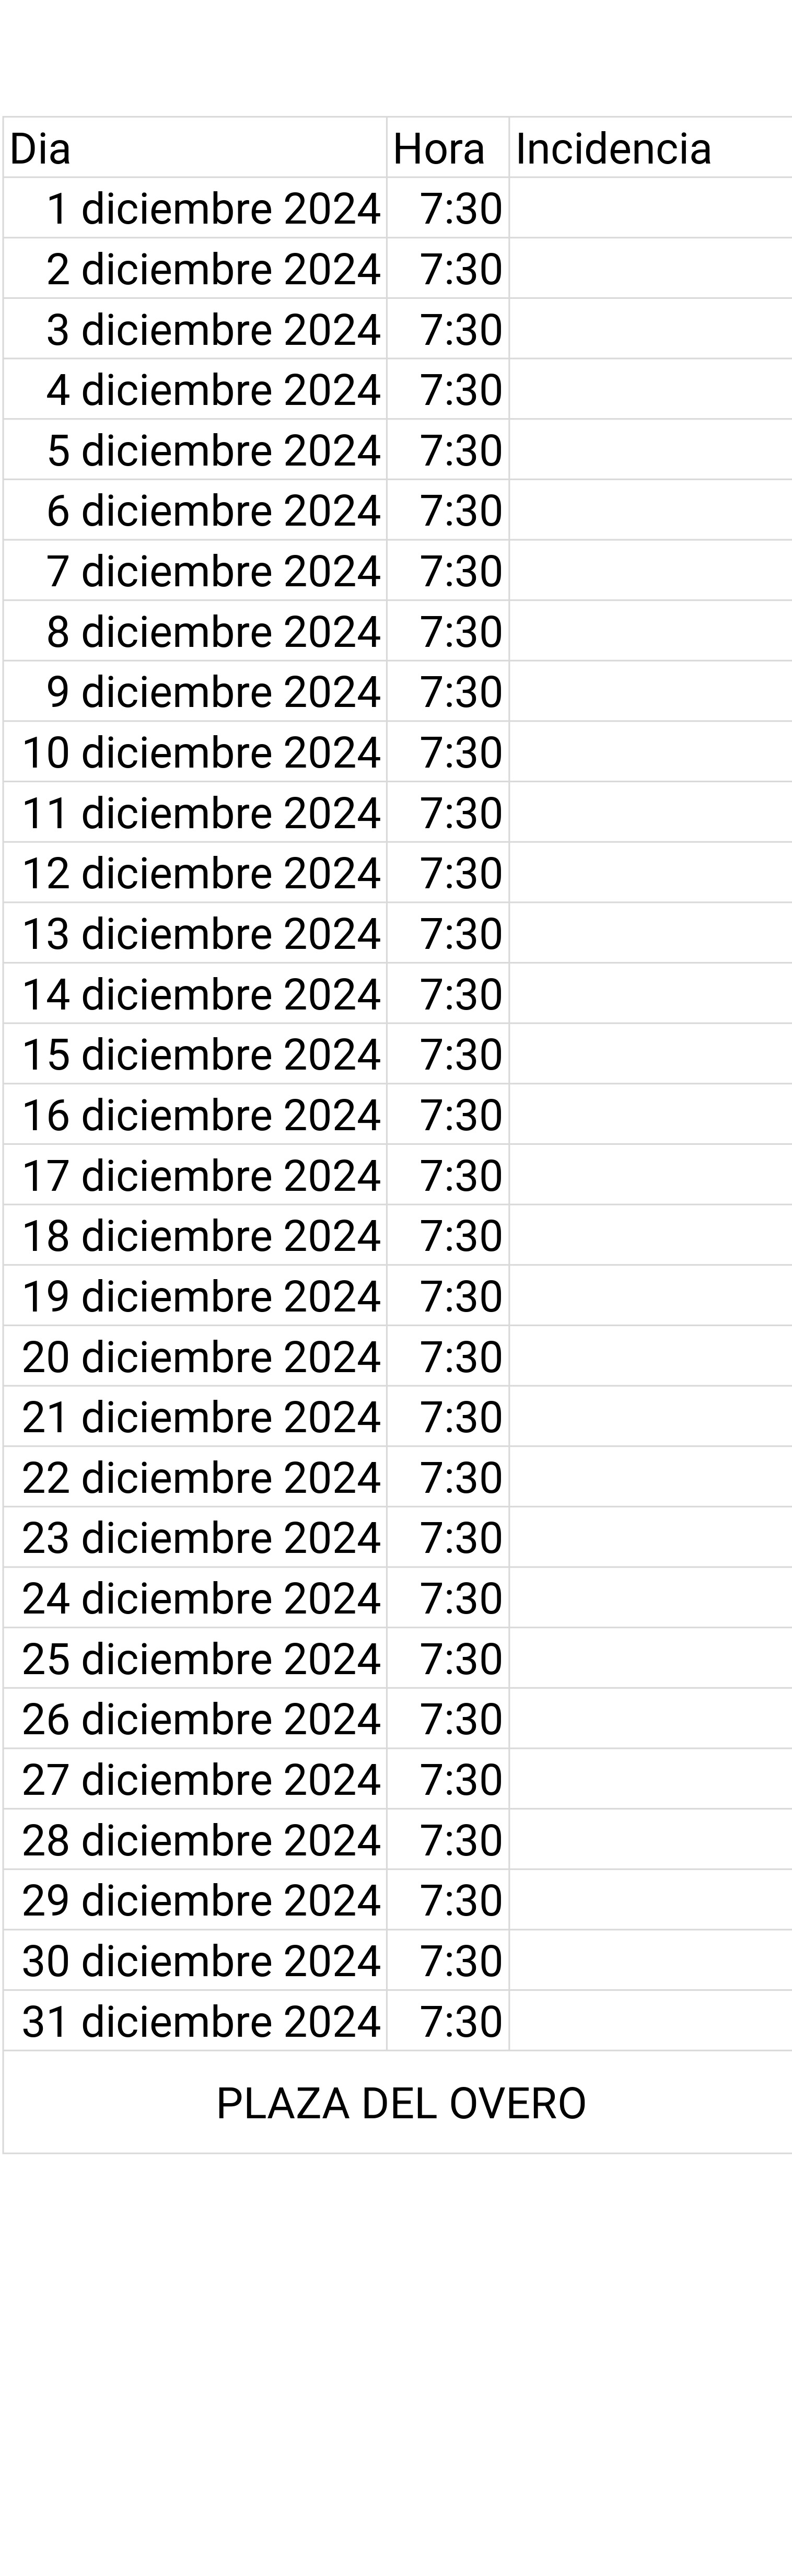 Dia Hora Incidencia
1 diciembre 2024 7:30
2 diciembre 2024 7:30
3 diciembre 2024 7:30
4 diciembre 2024 7:30
5 diciembre 2024 7:30
6 diciembre 2024 7:30
7 diciembre 2024 7:30
8 diciembre 2024 7:30
9 diciembre 2024 7:30
10 diciembre 2024 7:30
11 diciembre 2024 7:30
12 diciembre 2024 7:30
13 diciembre 2024 7:30
14 diciembre 2024 7:30
15 diciembre 2024 7:30
16 diciembre 2024 7:30
17 diciembre 2024 7:30
18 diciembre 2024 7:30
19 diciembre 2024 7:30
20 diciembre 2024 7:30
21 diciembre 2024 7:30
22 diciembre 2024 7:30
23 diciembre 2024 7:30
24 diciembre 2024 7:30
25 diciembre 2024 7:30
26 diciembre 2024 7:30
27 diciembre 2024 7:30
28 diciembre 2024 7:30
29 diciembre 2024 7:30
30 diciembre 2024 7:30
31 diciembre 2024 7:30
PLAZA DEL OVERO